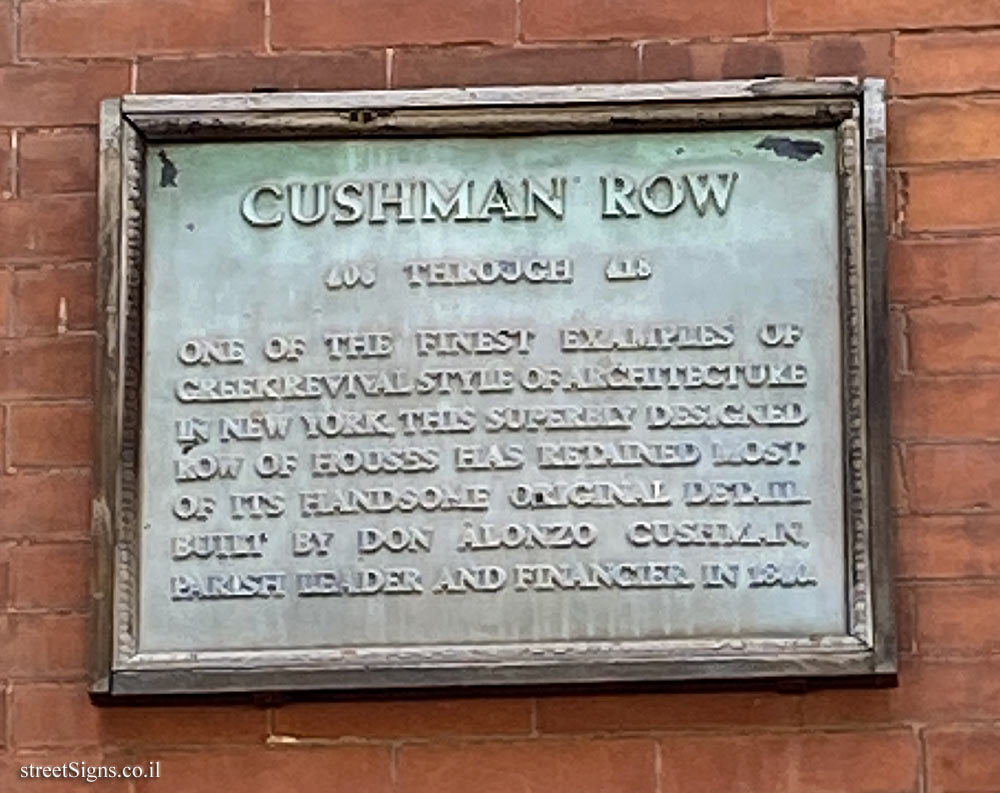 CUSHMAN ROW
406 THROUGH 418
ONE OF THE FINEST EXAMPLES OF
GREEK REVIVAL STYLE OF ARCHITECTURE
IN NEW YORK, THIS SUPERBLY DESIGNED
ROW OF HOUSES HAS RETAINED MOST
OF ITS HANDSOME ORIGINAL DETAIL.
BUILT BY DON ALONZO CUSHMAN,
PARISH LEADER AND FINANCIER, IN 1840.
streetSigns.co.il